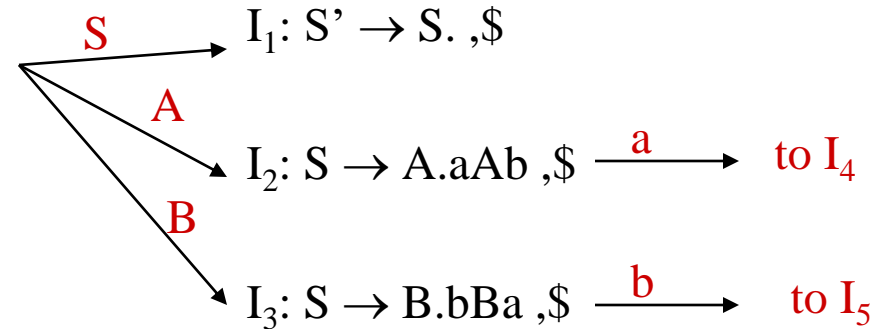 S I₁: S’ → S. ,$
A
I₂: S → A.aAb ,$ a to I₄
B
I₃: S → B.bBa ,$ b to I₅